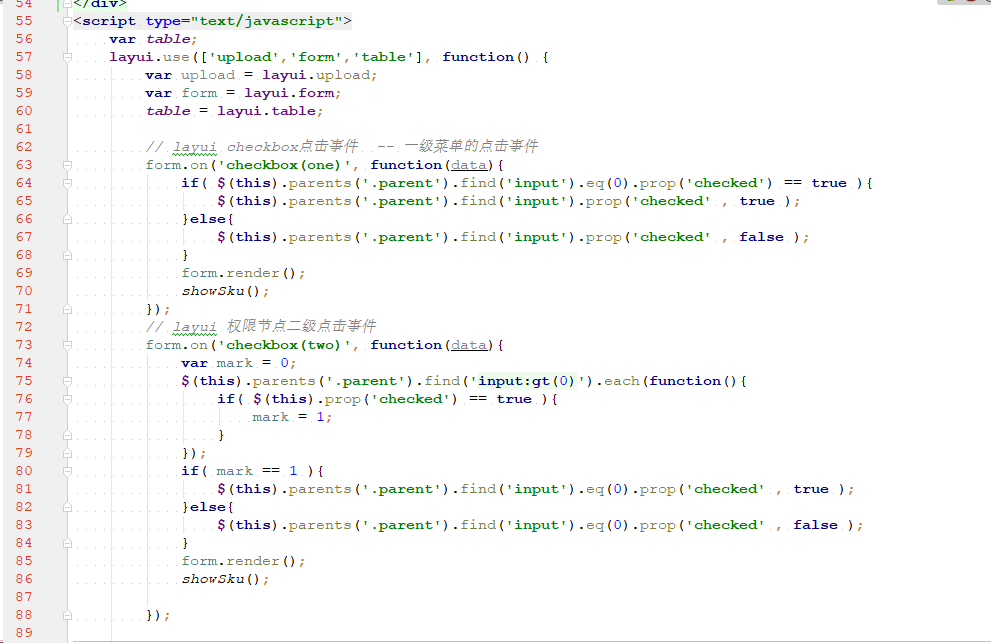 54 </div>
55 <script type="text/javascript">
56 var table;
57 layui.use(['upload','form','table'], function() {
58 var upload = layui.upload;
59 var form = layui.form;
60 table = layui.table;
61
62 // layui checkbox点击事件 -- 一级菜单的点击事件
63 form.on('checkbox(one)', function(data){
64 if( $(this).parents('.parent').find('input').eq(0).prop('checked') == true ){
65 $(this).parents('.parent').find('input').prop('checked' , true );
66 }else{
67 $(this).parents('.parent').find('input').prop('checked' , false );
68 }
69 form.render();
70 showSku();
71 });
72 // layui 权限节点二级点击事件
73 form.on('checkbox(two)', function(data){
74 var mark = 0;
75 $(this).parents('.parent').find('input:gt(0)').each(function(){
76 if( $(this).prop('checked') == true ){
77 mark = 1;
78 }
79 });
80 if( mark == 1 ){
81 $(this).parents('.parent').find('input').eq(0).prop('checked' , true );
82 }else{
83 $(this).parents('.parent').find('input').eq(0).prop('checked' , false );
84 }
85 form.render();
86 showSku();
87
88 });
89